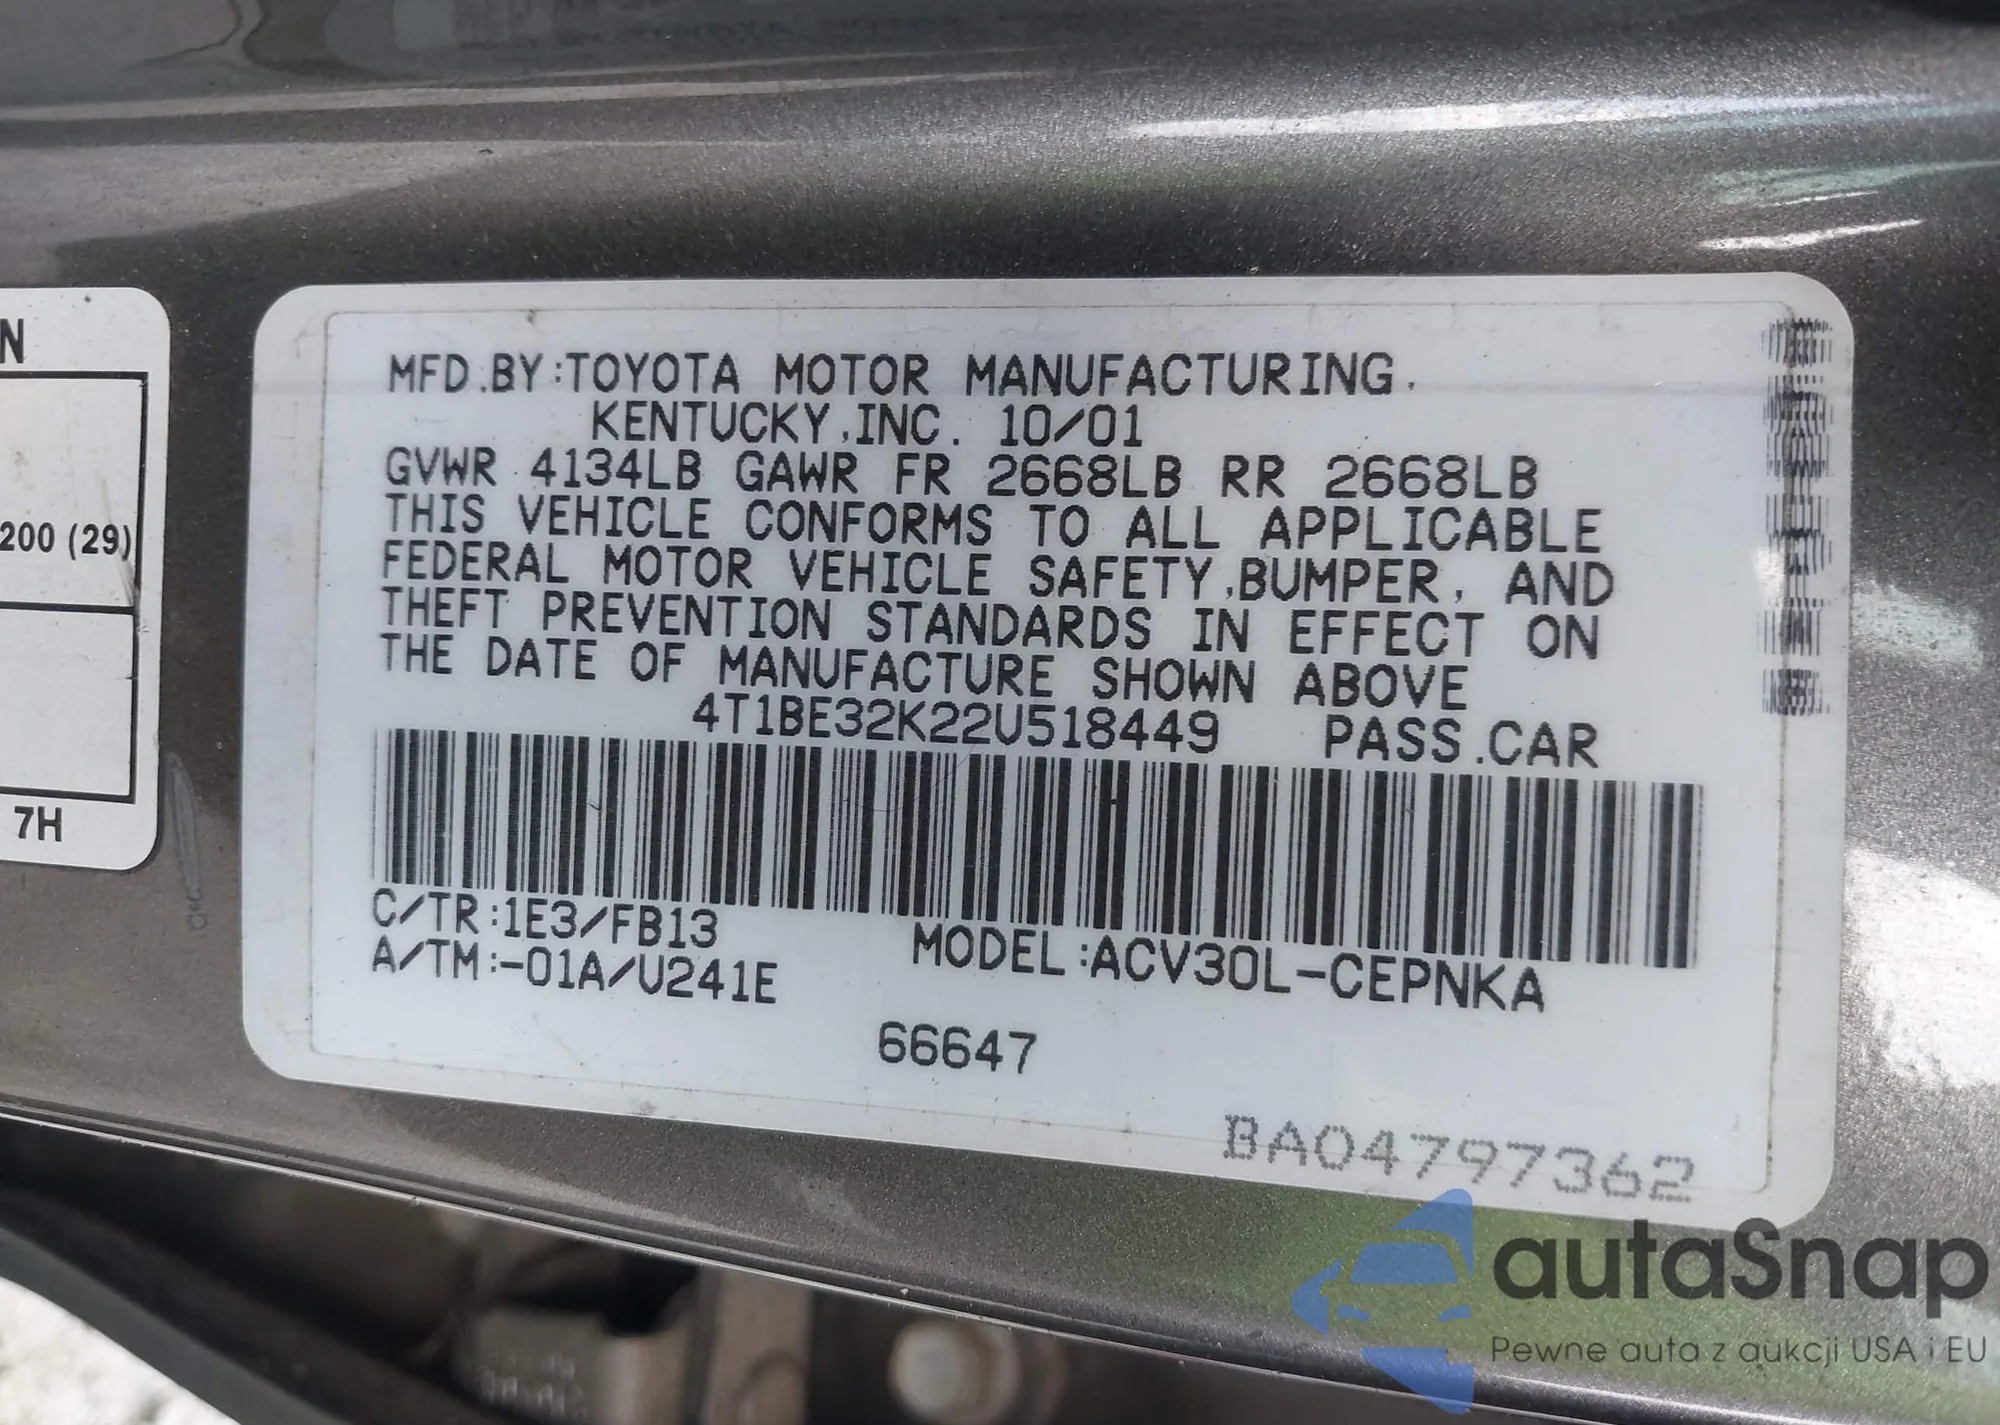 N
200 (29)
7H
MFD.BY:TOYOTA MOTOR MANUFACTURING,
KENTUCKY,INC. 10/01
GVWR 4134LB GAWR FR 2668LB RR 2668LB
THIS VEHICLE CONFORMS TO ALL APPLICABLE
FEDERAL MOTOR VEHICLE SAFETY,BUMPER, AND
THEFT PREVENTION STANDARDS IN EFFECT ON
THE DATE OF MANUFACTURE SHOWN ABOVE
4T1BE32K22U518449 PASS.CAR
C/TR:1E3/FB13
A/TM:-01A/U241E
MODEL:ACV30L-CEPNKA
66647
BA04797362
autaSnap
Pewne auta z aukcji USA i EU